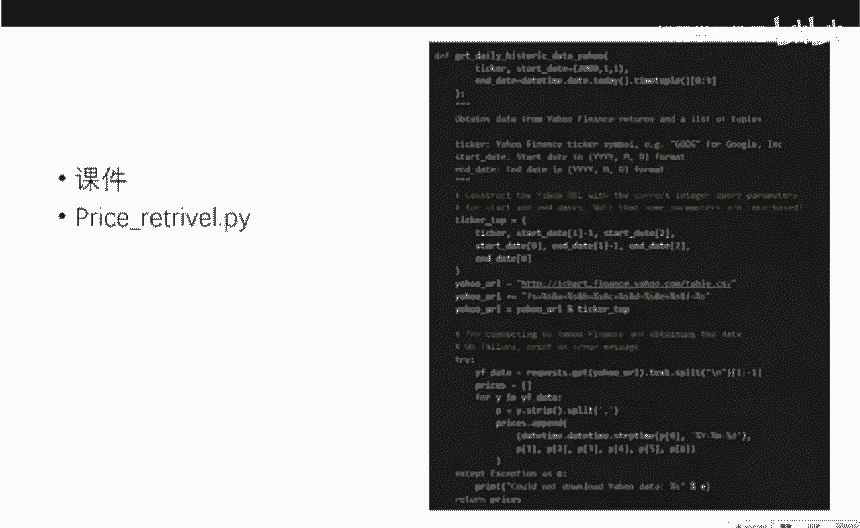 • 课件
• Price_retrivel.py
def get_daily_historic_data_yahoo(
ticker, start_date=(2000,1,1),
end_date=datetime.date.today().timetuple()[0:3]
):
"""
Obtains data from Yahoo Finance returns and a list of tuples
ticker: Yahoo Finance ticker symbol, e.g. "GOOG" for Google, Inc
start_date: Start date in (YYYY, M, D) format
end_date: End date in (YYYY, M, D) format
"""
# Construct the Yahoo URL with the correct integer query parameters
# for start and end dates. Note that some parameters are zero-based!
ticker_tup = (
ticker, start_date[1]-1, start_date[2],
start_date[0], end_date[1]-1, end_date[2],
end_date[0]
)
yahoo_url = "http://ichart.finance.yahoo.com/table.csv"
yahoo_url +=
yahoo_url = yahoo_url % ticker_tup
# Try connecting to Yahoo Finance and obtaining the data
# On failure, print an error message
try:
yf_data = requests.get(yahoo_url).text.split("\n")[1:-1]
prices = []
for y in yf_data:
p = y.strip().split(',')
prices.append(
(datetime.datetime.strptime(p[0], '%Y-%m-%d'),
p[1], p[2], p[3], p[4], p[5], p[6])
)
except Exception as e:
print("Could not download Yahoo data: %s" % e)
return prices